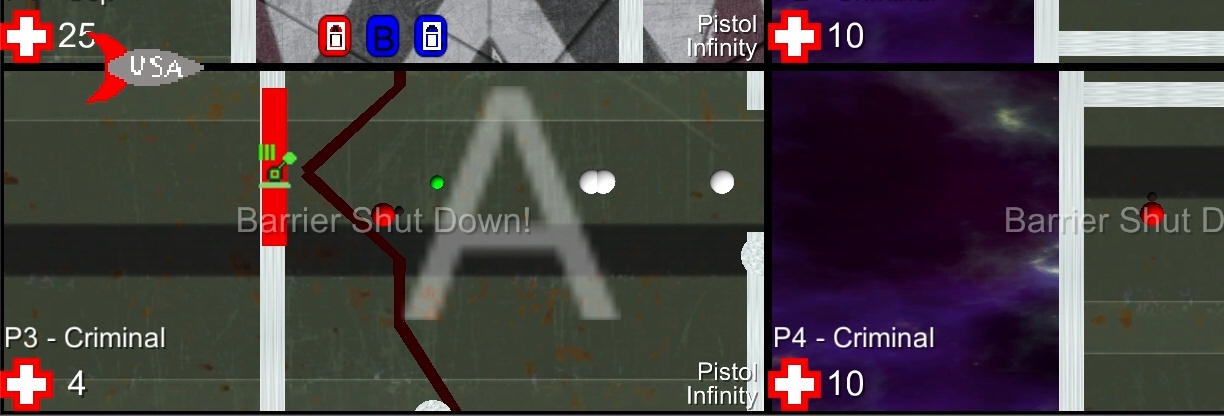 25
Pistol
Infinity
10
B
USA
A
Barrier Shut Down!
Barrier Shut D
P3 - Criminal
4
Pistol
Infinity
P4 - Criminal
10